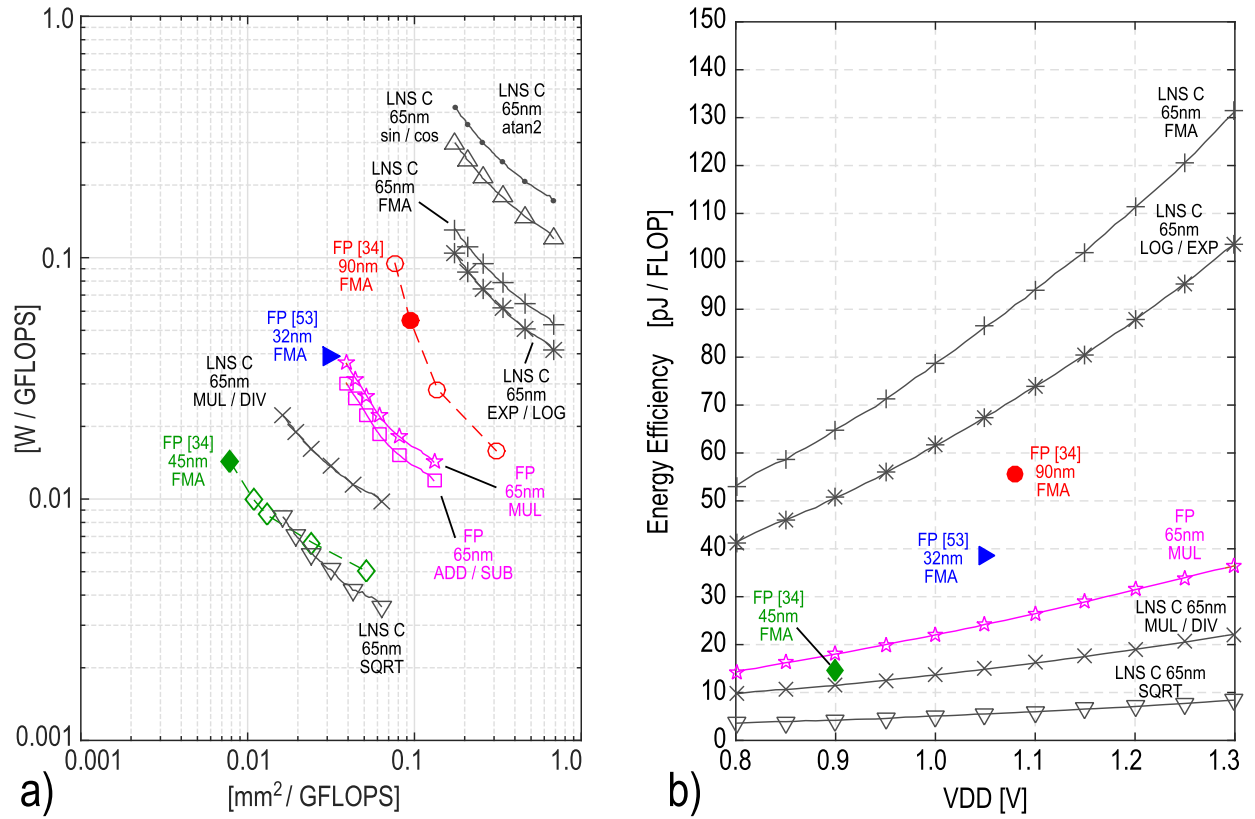 1.0
0.1
0.01
0.001
[W / GFLOPS]
0.001
0.01
0.1
1.0
[mm2 / GFLOPS]
a)
LNS C
65nm
sin / cos
LNS C
65nm
atan2
LNS C
65nm
FMA
FP [34]
90nm
FMA
FP [53]
32nm
FMA
LNS C
65nm
MUL / DIV
LNS C
65nm
EXP / LOG
FP [34]
45nm
FMA
FP
65nm
MUL
FP
65nm
ADD / SUB
LNS C
65nm
SQRT
150
140
130
120
110
100
90
80
70
60
50
40
30
20
10
0
Energy Efficiency [pJ / FLOP]
0.8
0.9
1.0
1.1
1.2
1.3
VDD [V]
b)
LNS C
65nm
FMA
LNS C
65nm
LOG / EXP
FP [34]
90nm
FMA
FP [53]
32nm
FMA
FP
65nm
MUL
FP [34]
45nm
FMA
LNS C 65nm
MUL / DIV
LNS C 65nm
SQRT